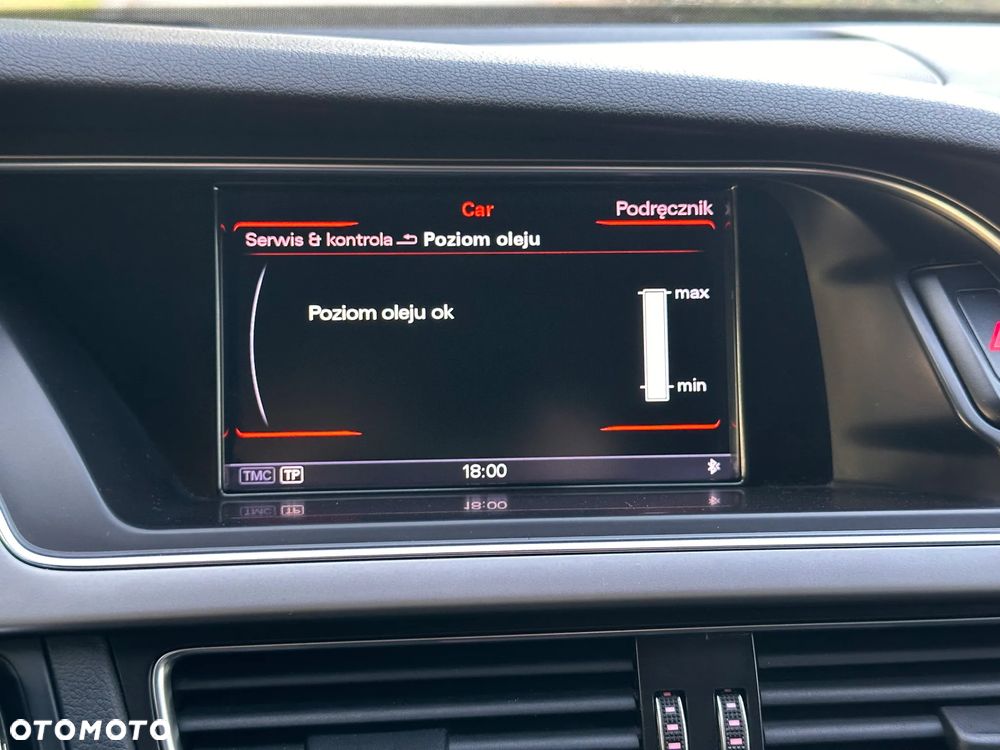 Car
Podręcznik
Serwis & kontrola Poziom oleju
Poziom oleju ok
max
min
TMC TP 18:00
OTOMOTO